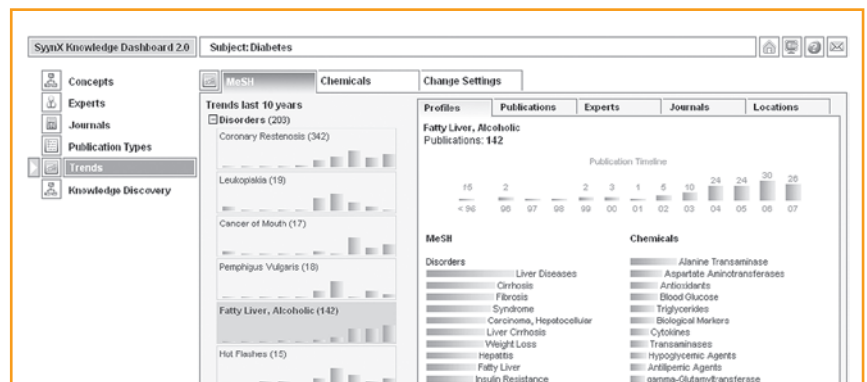 SyynX Knowledge Dashboard 2.0
Subject: Diabetes
Concepts
Experts
Journals
Publication Types
Trends
Knowledge Discovery
MeSH
Chemicals
Change Settings
Trends last 10 years
Disorders (203)
Coronary Restenosis (342)
Leukoplakia (19)
Cancer of Mouth (17)
Pemphigus Vulgaris (18)
Fatty Liver, Alcoholic (142)
Hot Flashes (15)
Profiles Publications Experts Journals Locations
Fatty Liver, Alcoholic
Publications: 142
Publication Timeline
15 2 2 3 1 5 10 24 24 30 26
< 96 96 97 98 99 00 01 02 03 04 05 06 07
MeSH
Disorders
Liver Diseases
Cirrhosis
Fibrosis
Syndrome
Carcinoma, Hepatocellular
Liver Cirrhosis
Weight Loss
Hepatitis
Fatty Liver
Insulin Resistance
Chemicals
Alanine Transaminase
Aspartate Aminotransferases
Antioxidants
Blood Glucose
Triglycerides
Biological Markers
Cytokines
Transaminases
Hypoglycemic Agents
Antilipemic Agents
gamma-Glutamyltransferase